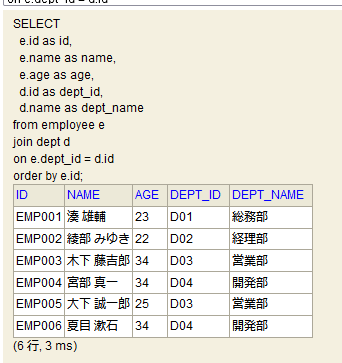 on e.dept_id = d.id
SELECT
e.id as id,
e.name as name,
e.age as age,
d.id as dept_id,
d.name as dept_name
from employee e
join dept d
on e.dept_id = d.id
order by e.id;
ID NAME AGE DEPT_ID DEPT_NAME
EMP001 湊 雄輔 23 D01 総務部
EMP002 綾部 みゆき 22 D02 経理部
EMP003 木下 藤吉郎 34 D03 営業部
EMP004 宮部 真一 34 D04 開発部
EMP005 大下 誠一郎 25 D03 営業部
EMP006 夏目 漱石 34 D04 開発部
(6 行, 3 ms)